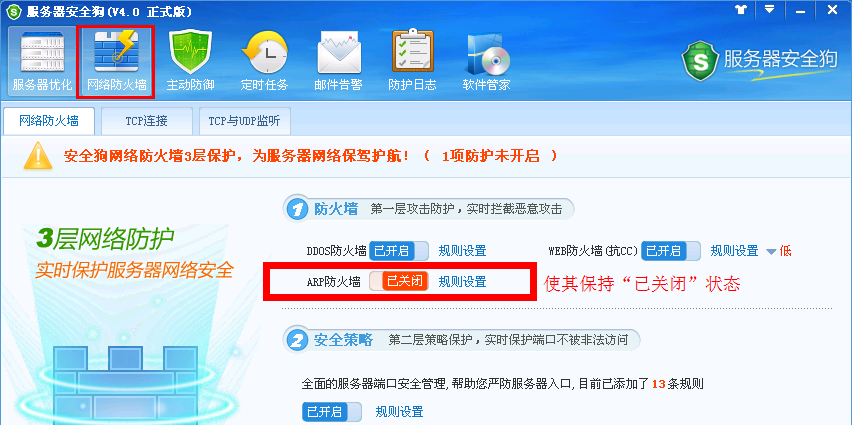 服务器安全狗(V4.0 正式版)
服务器优化 网络防火墙 主动防御 定时任务 邮件告警 防护日志 软件管家
服务器安全狗
网络防火墙 TCP连接 TCP与UDP监听
安全狗网络防火墙3层保护，为服务器网络保驾护航！( 1项防护未开启 )
3层网络防护
实时保护服务器网络安全
1 防火墙 第一层攻击防护，实时拦截恶意攻击
DDOS防火墙 已开启 规则设置 WEB防火墙(抗CC) 已开启 规则设置 低
ARP防火墙 已关闭 规则设置 使其保持“已关闭”状态
2 安全策略 第二层策略保护，实时保护端口不被非法访问
全面的服务器端口安全管理,帮助您严防服务器入口,目前已添加了13条规则
已开启 规则设置